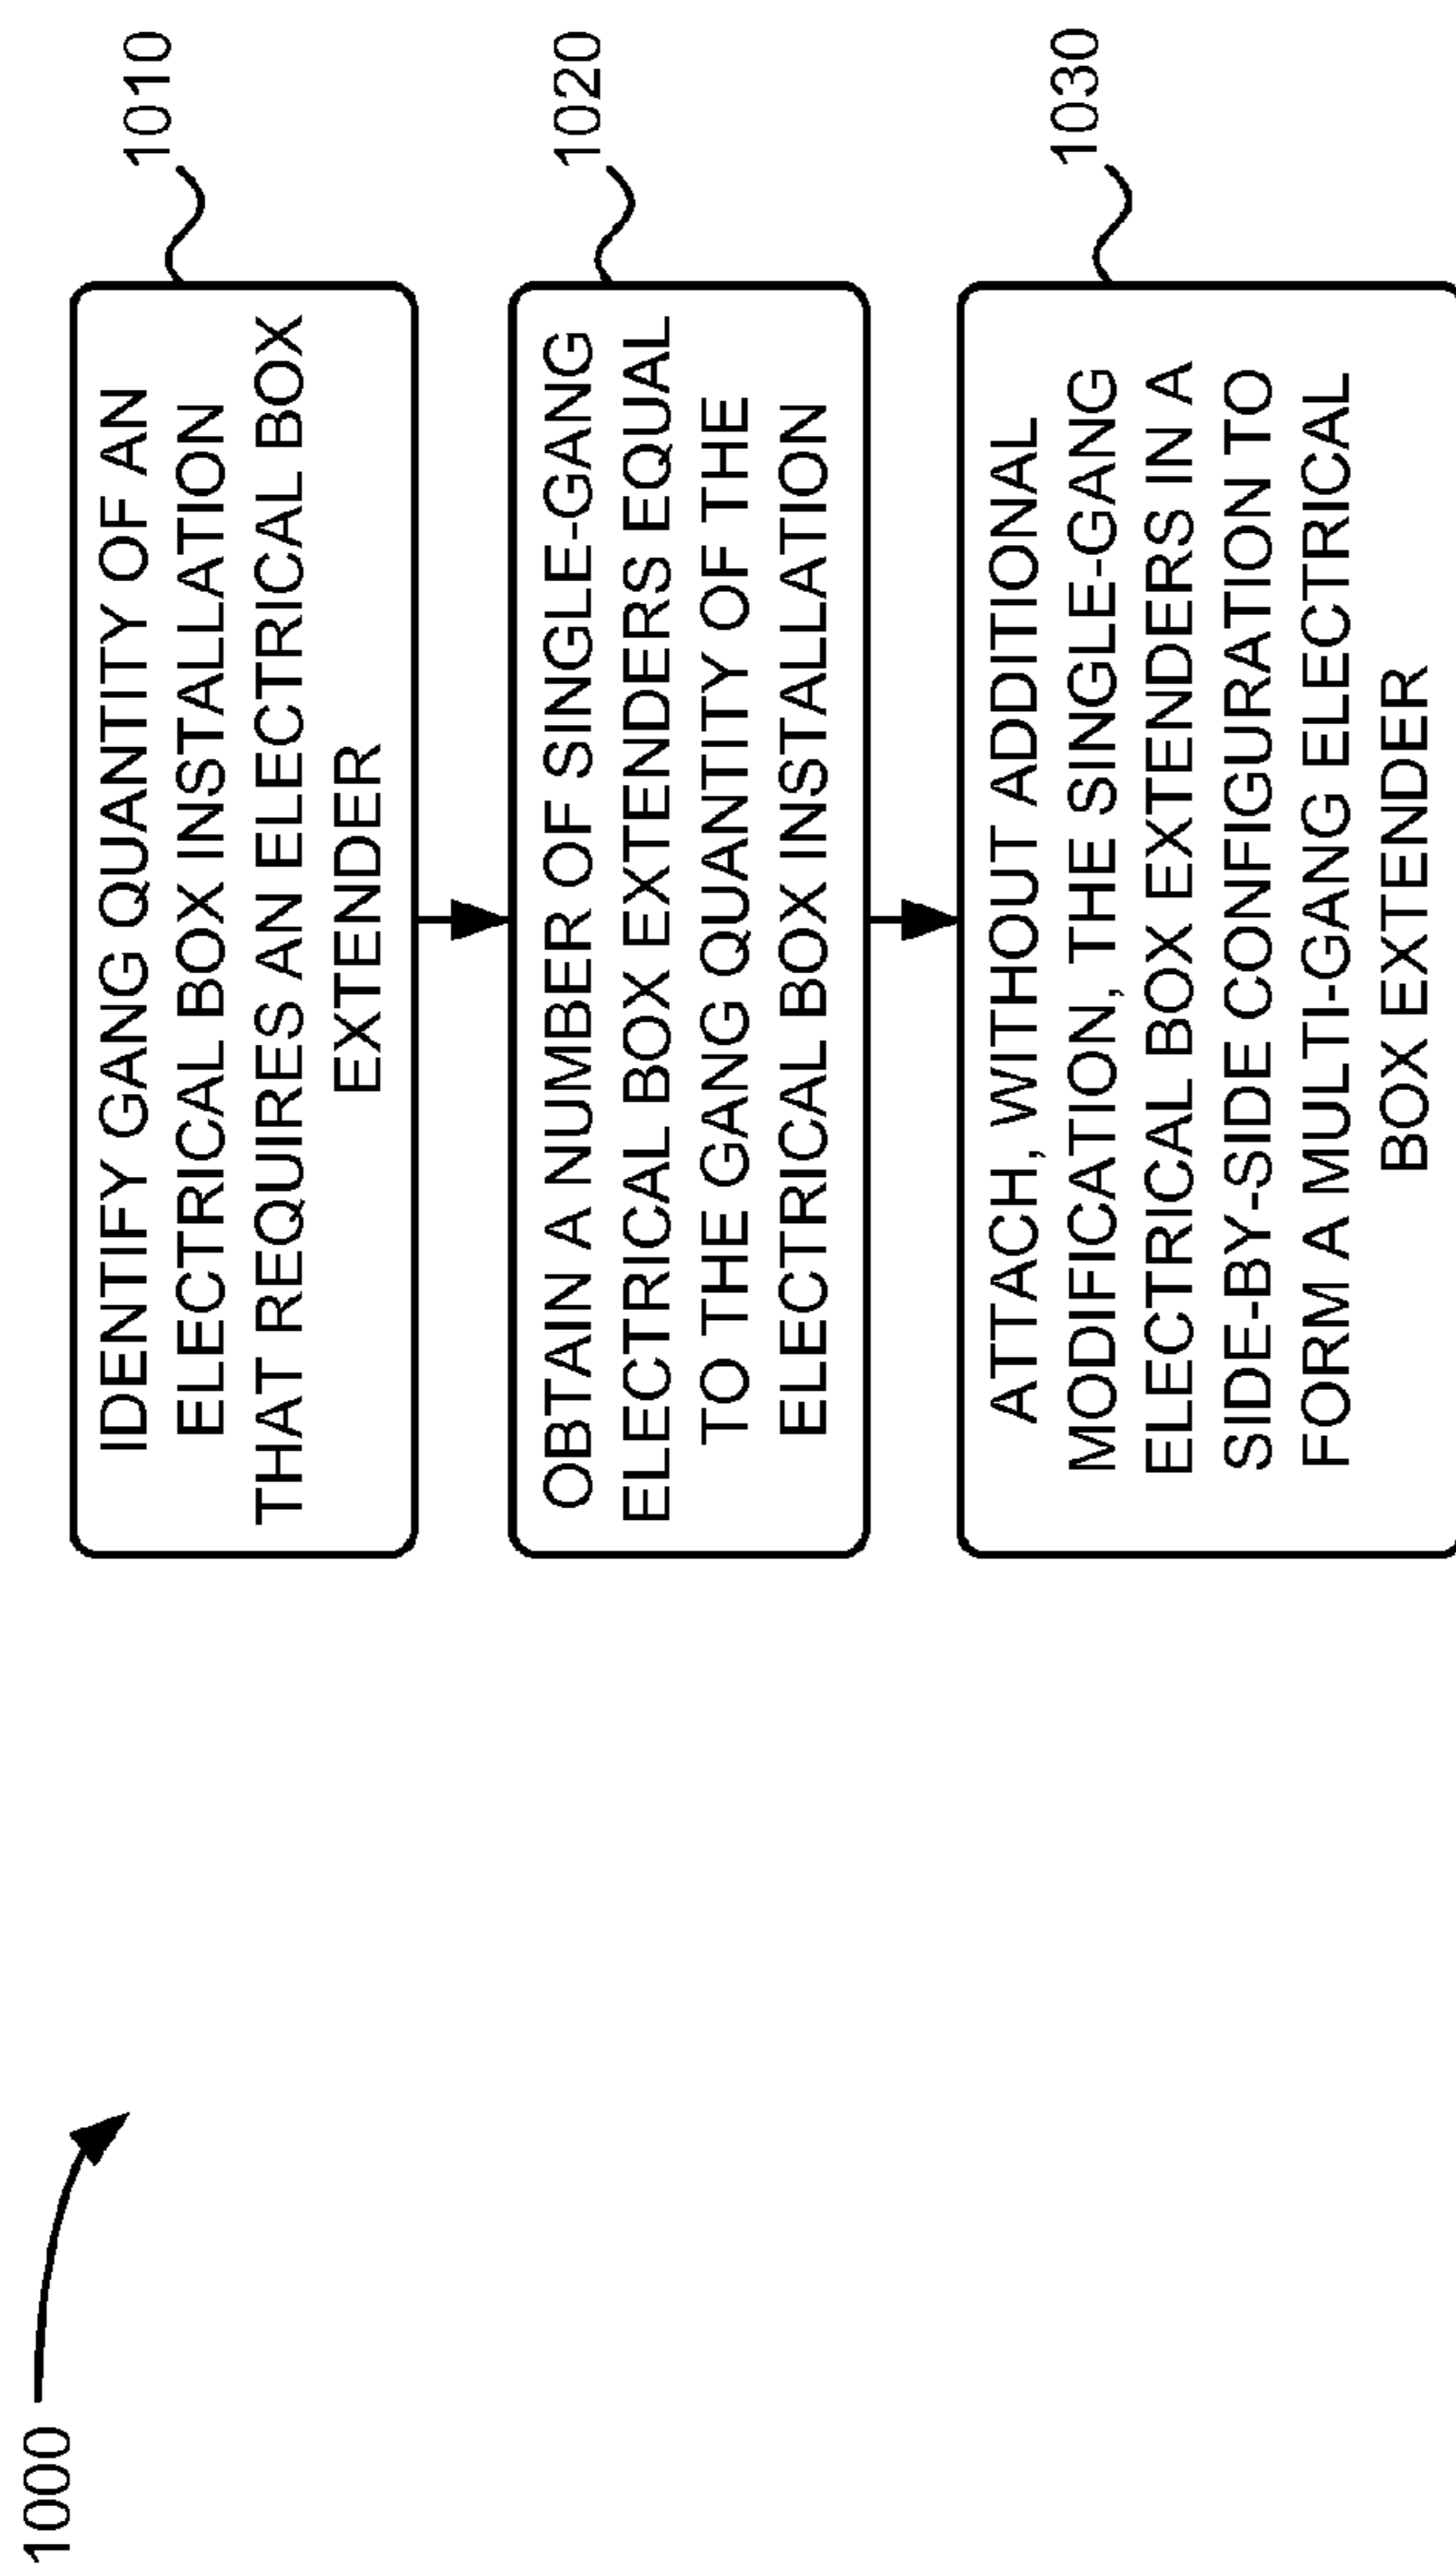 1000
IDENTIFY GANG QUANTITY OF AN
ELECTRICAL BOX INSTALLATION
THAT REQUIRES AN ELECTRICAL BOX
EXTENDER
1010
OBTAIN A NUMBER OF SINGLE-GANG
ELECTRICAL BOX EXTENDERS EQUAL
TO THE GANG QUANTITY OF THE
ELECTRICAL BOX INSTALLATION
1020
ATTACH, WITHOUT ADDITIONAL
MODIFICATION, THE SINGLE-GANG
ELECTRICAL BOX EXTENDERS IN A
SIDE-BY-SIDE CONFIGURATION TO
FORM A MULTI-GANG ELECTRICAL
BOX EXTENDER
1030